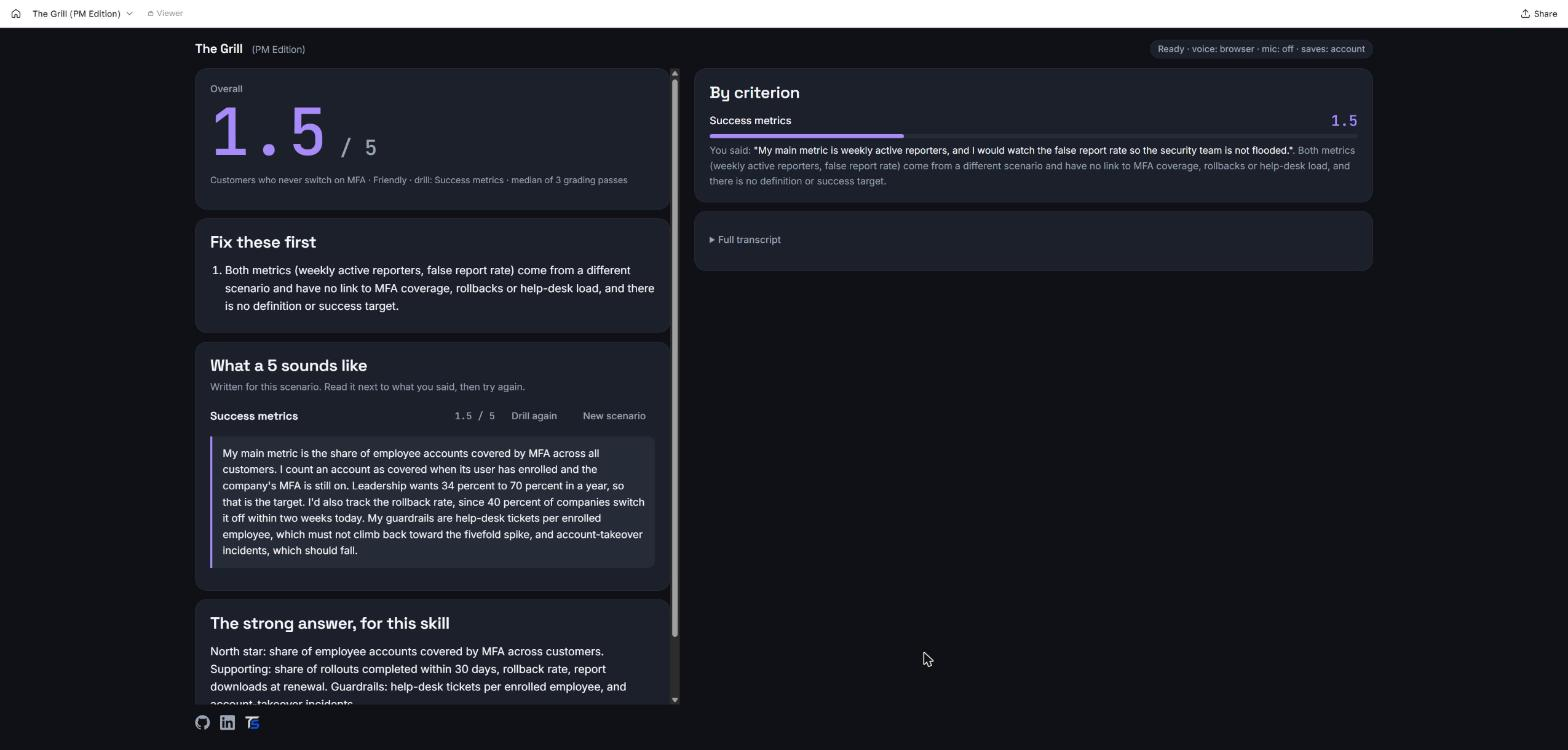 The Grill (PM Edition)
Viewer
Share
The Grill (PM Edition)
Ready · voice: browser · mic: off · saves: account
Overall
1.5 / 5
Customers who never switch on MFA · Friendly · drill: Success metrics · median of 3 grading passes
Fix these first
1. Both metrics (weekly active reporters, false report rate) come from a different
scenario and have no link to MFA coverage, rollbacks or help-desk load, and there
is no definition or success target.
What a 5 sounds like
Written for this scenario. Read it next to what you said, then try again.
Success metrics 1.5 / 5 Drill again New scenario
My main metric is the share of employee accounts covered by MFA across all
customers. I count an account as covered when its user has enrolled and the
company's MFA is still on. Leadership wants 34 percent to 70 percent in a year, so
that is the target. I'd also track the rollback rate, since 40 percent of companies switch
it off within two weeks today. My guardrails are help-desk tickets per enrolled
employee, which must not climb back toward the fivefold spike, and account-takeover
incidents, which should fall.
The strong answer, for this skill
North star: share of employee accounts covered by MFA across customers.
Supporting: share of rollouts completed within 30 days, rollback rate, report
downloads at renewal. Guardrails: help-desk tickets per enrolled employee, and
account-takeover incidents.
By criterion
Success metrics 1.5
You said: "My main metric is weekly active reporters, and I would watch the false report rate so the security team is not flooded.". Both metrics
(weekly active reporters, false report rate) come from a different scenario and have no link to MFA coverage, rollbacks or help-desk load, and
there is no definition or success target.
Full transcript